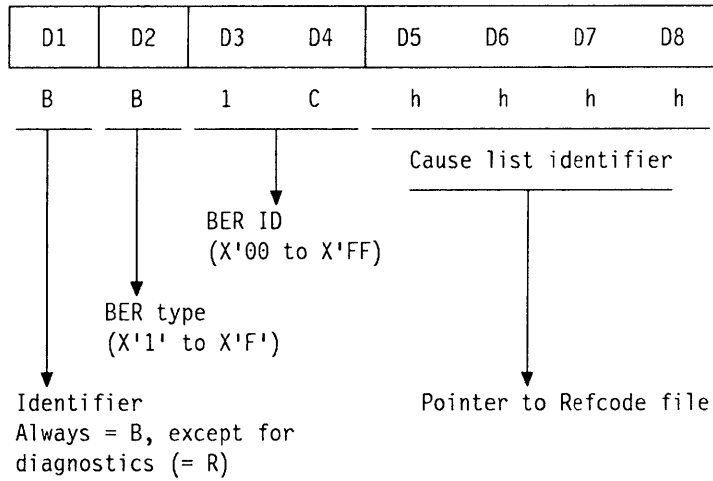 D1 D2 D3 D4 D5 D6 D7 D8
B B 1 C h h h h
Cause list identifier
BER ID
(X'00 to X'FF)
BER type
(X'1' to X'F')
Identifier
Always = B, except for
diagnostics (= R)
Pointer to Refcode file